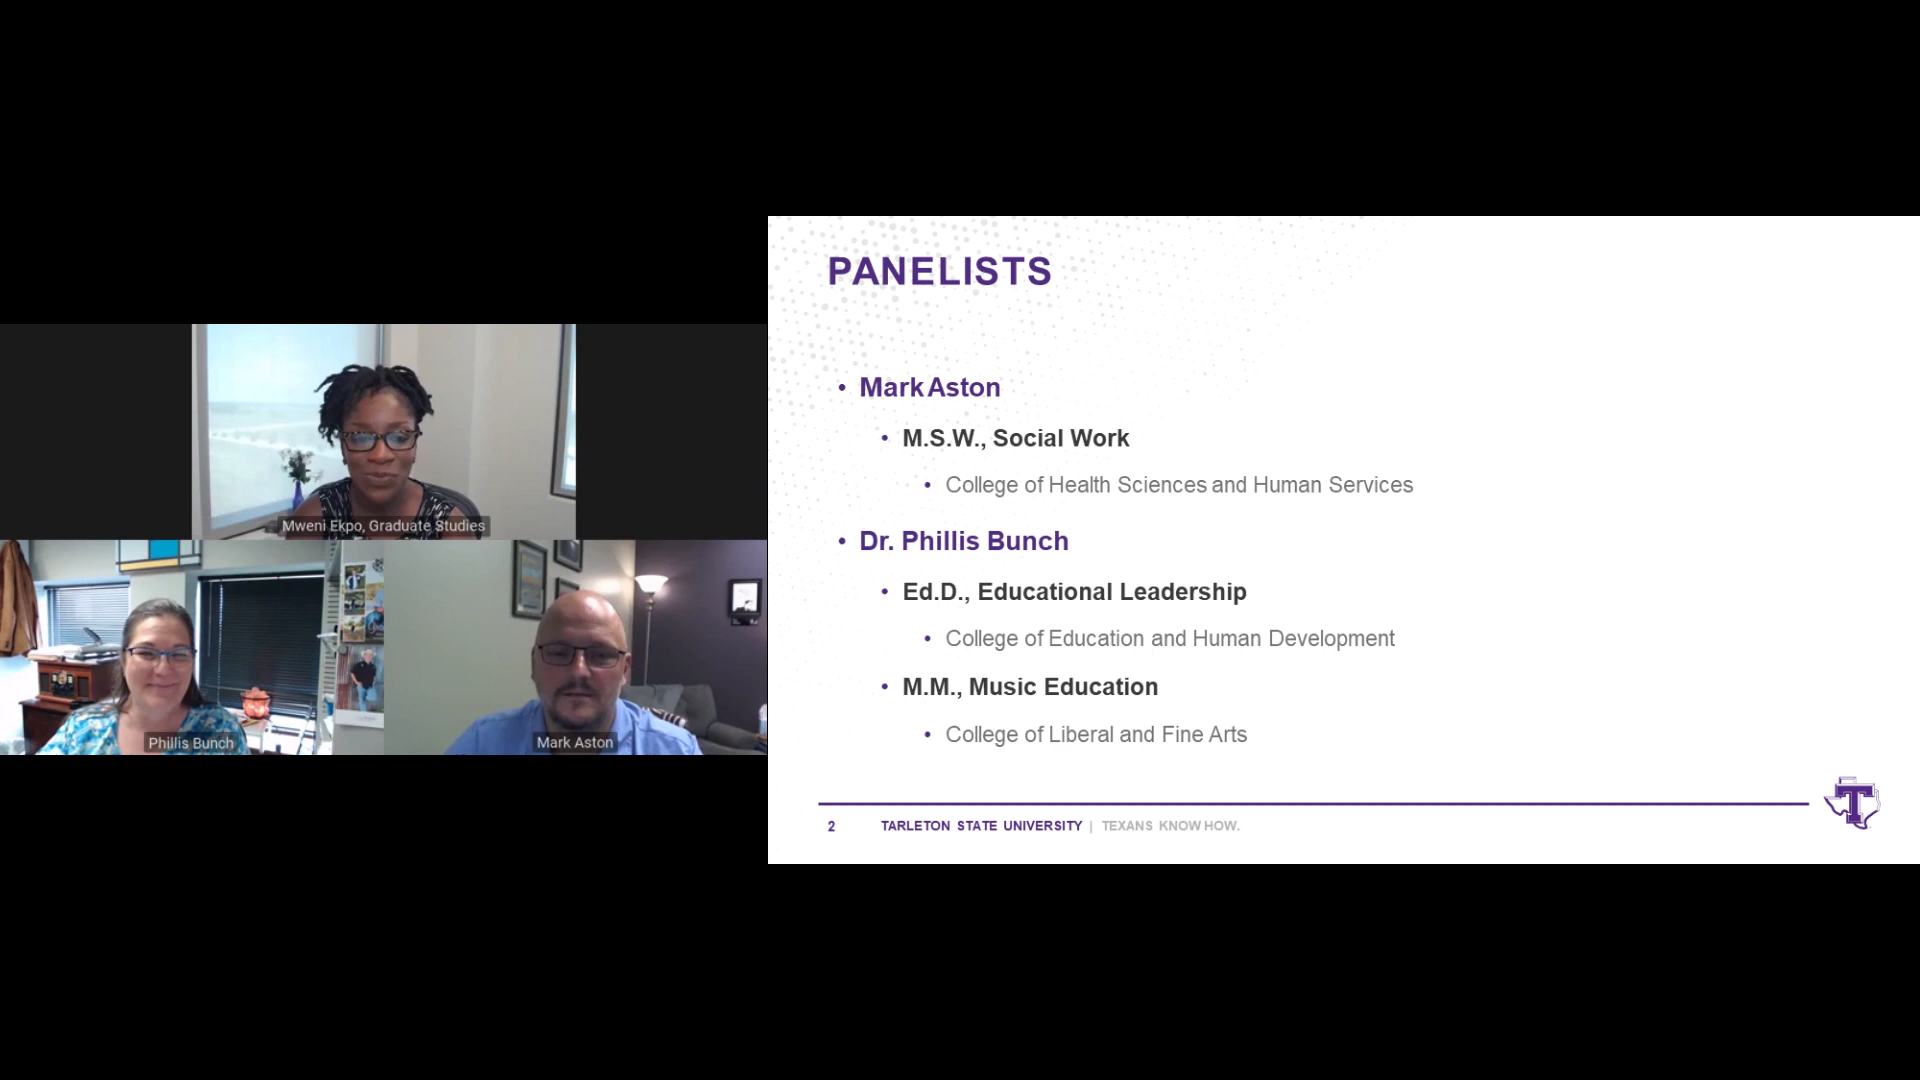 PANELISTS
• Mark Aston
• M.S.W., Social Work
• College of Health Sciences and Human Services
• Dr. Phillis Bunch
• Ed.D., Educational Leadership
• College of Education and Human Development
• M.M., Music Education
• College of Liberal and Fine Arts
2 TARLETON STATE UNIVERSITY | TEXANS KNOW HOW.
T
Mweni Ekpo, Graduate Studies
Phillis Bunch
Mark Aston